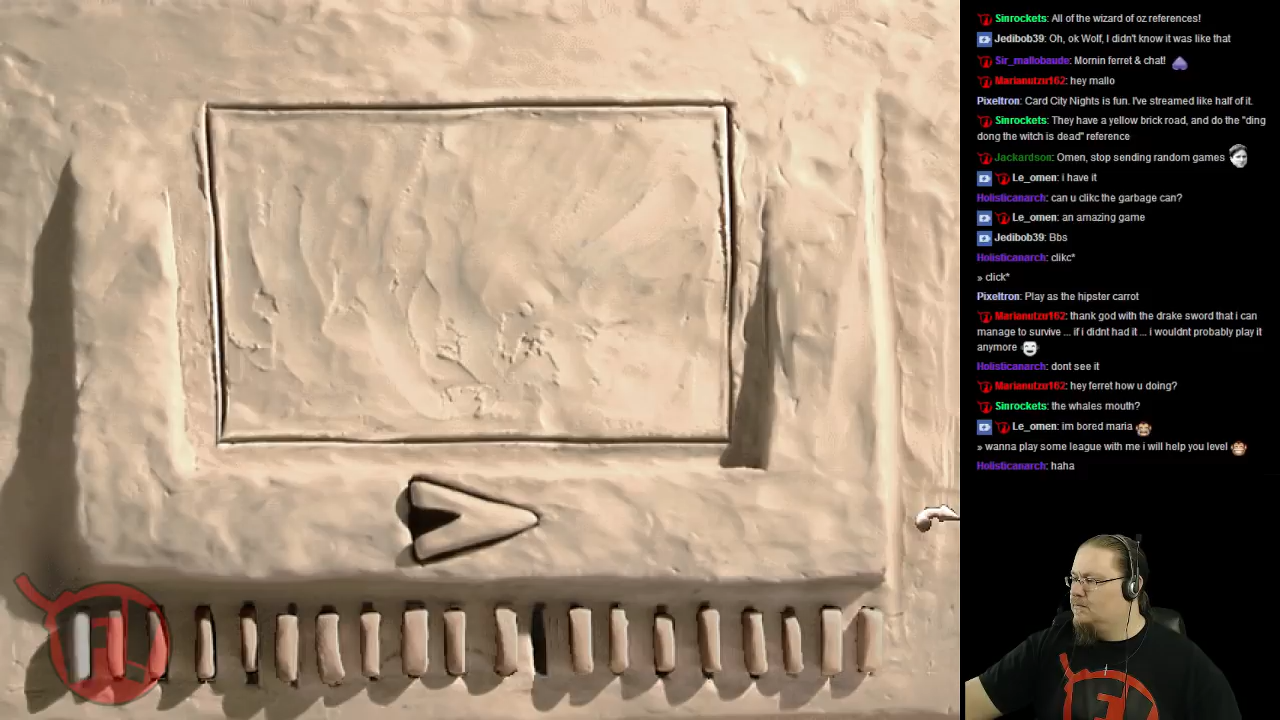 Sinrockets: All of the wizard of oz references!
Jedibob39: Oh, ok Wolf, I didn't know it was like that
Sir_mallobaude: Mornin ferret & chat!
Marianutzu162: hey mallo
Pixeltron: Card City Nights is fun. I've streamed like half of it.
Sinrockets: They have a yellow brick road, and do the "ding
dong the witch is dead" reference
Jackardson: Omen, stop sending random games
Le_omen: i have it
Holisticanarch: can u clikc the garbage can?
Le_omen: an amazing game
Jedibob39: Bbs
Holisticanarch: clikc*
» click*
Pixeltron: Play as the hipster carrot
Marianutzu162: thank god with the drake sword that i can
manage to survive ... if i didnt had it ... i wouldnt probably play it
anymore
Holisticanarch: dont see it
Marianutzu162: hey ferret how u doing?
Sinrockets: the whales mouth?
Le_omen: im bored maria
» wanna play some league with me i will help you level
Holisticanarch: haha